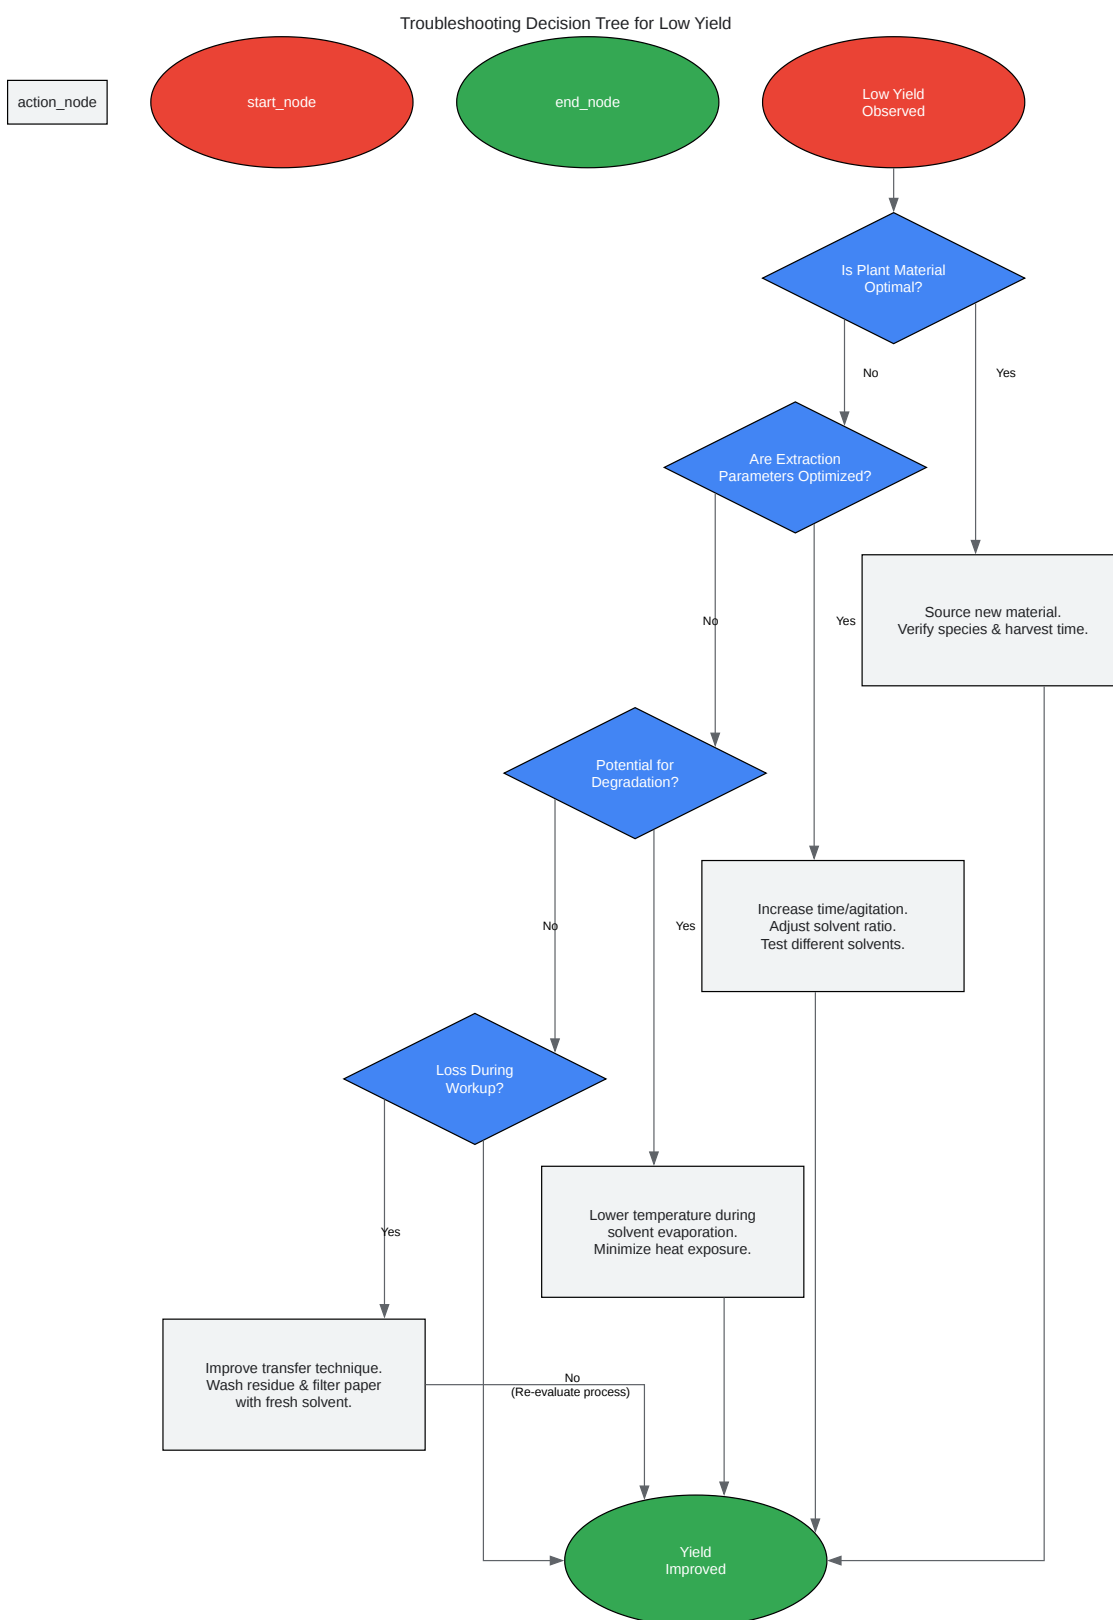 Troubleshooting Decision Tree for Low Yield
action_node
start_node
end_node
Low Yield
Observed
Is Plant Material
Optimal?
No
Yes
Are Extraction
Parameters Optimized?
Source new material.
Verify species & harvest time.
No
Yes
Potential for
Degradation?
Increase time/agitation.
Adjust solvent ratio.
Test different solvents.
No
Yes
Loss During
Workup?
Lower temperature during
solvent evaporation.
Minimize heat exposure.
Yes
Improve transfer technique.
Wash residue & filter paper
with fresh solvent.
No
(Re-evaluate process)
Yield
Improved